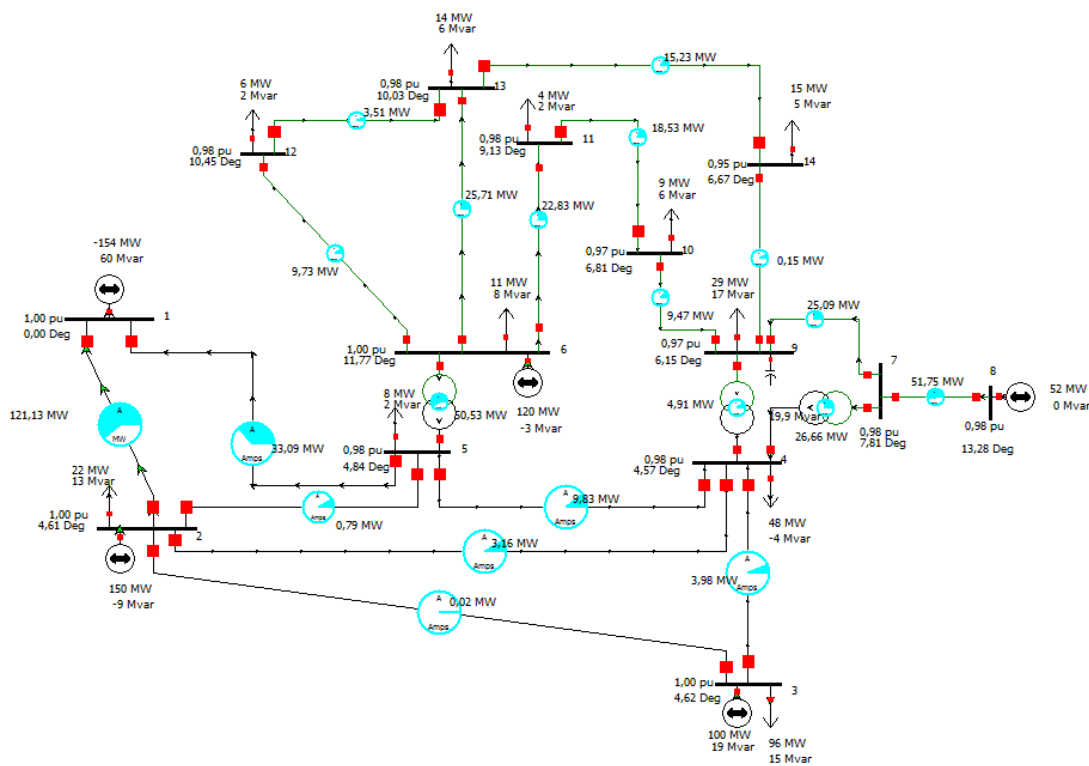 14 MW
6 Mvar
0,98 pu
10,03 Deg
13
15,23 MW
6 MW
2 Mvar
3,51 MW
0,98 pu
10,45 Deg
12
4 MW
2 Mvar
0,98 pu
9,13 Deg
11
18,53 MW
15 MW
5 Mvar
14
0,95 pu
6,67 Deg
25,71 MW
22,83 MW
9 MW
6 Mvar
10
0,97 pu
6,81 Deg
0,15 MW
9,73 MW
-154 MW
60 Mvar
1,00 pu
0,00 Deg
1
11 MW
8 Mvar
9,47 MW
29 MW
17 Mvar
25,09 MW
1,00 pu
11,77 Deg
6
0,97 pu
6,15 Deg
9
7
8
120 MW
-3 Mvar
50,53 MW
8 MW
2 Mvar
4,91 MW
19,9 Mvar
26,66 MW
51,75 MW
52 MW
0 Mvar
0,98 pu
7,81 Deg
0,98 pu
13,28 Deg
121,13 MW
A
MW
A
33,09 MW
Amps
0,98 pu
4,84 Deg
5
0,98 pu
4,57 Deg
4
22 MW
13 Mvar
1,00 pu
4,61 Deg
2
A
Amps
0,79 MW
A
9,83 MW
Amps
48 MW
-4 Mvar
A
3,16 MW
Amps
A
3,98 MW
Amps
150 MW
-9 Mvar
A
0,02 MW
Amps
1,00 pu
4,62 Deg
3
100 MW
19 Mvar
96 MW
15 Mvar